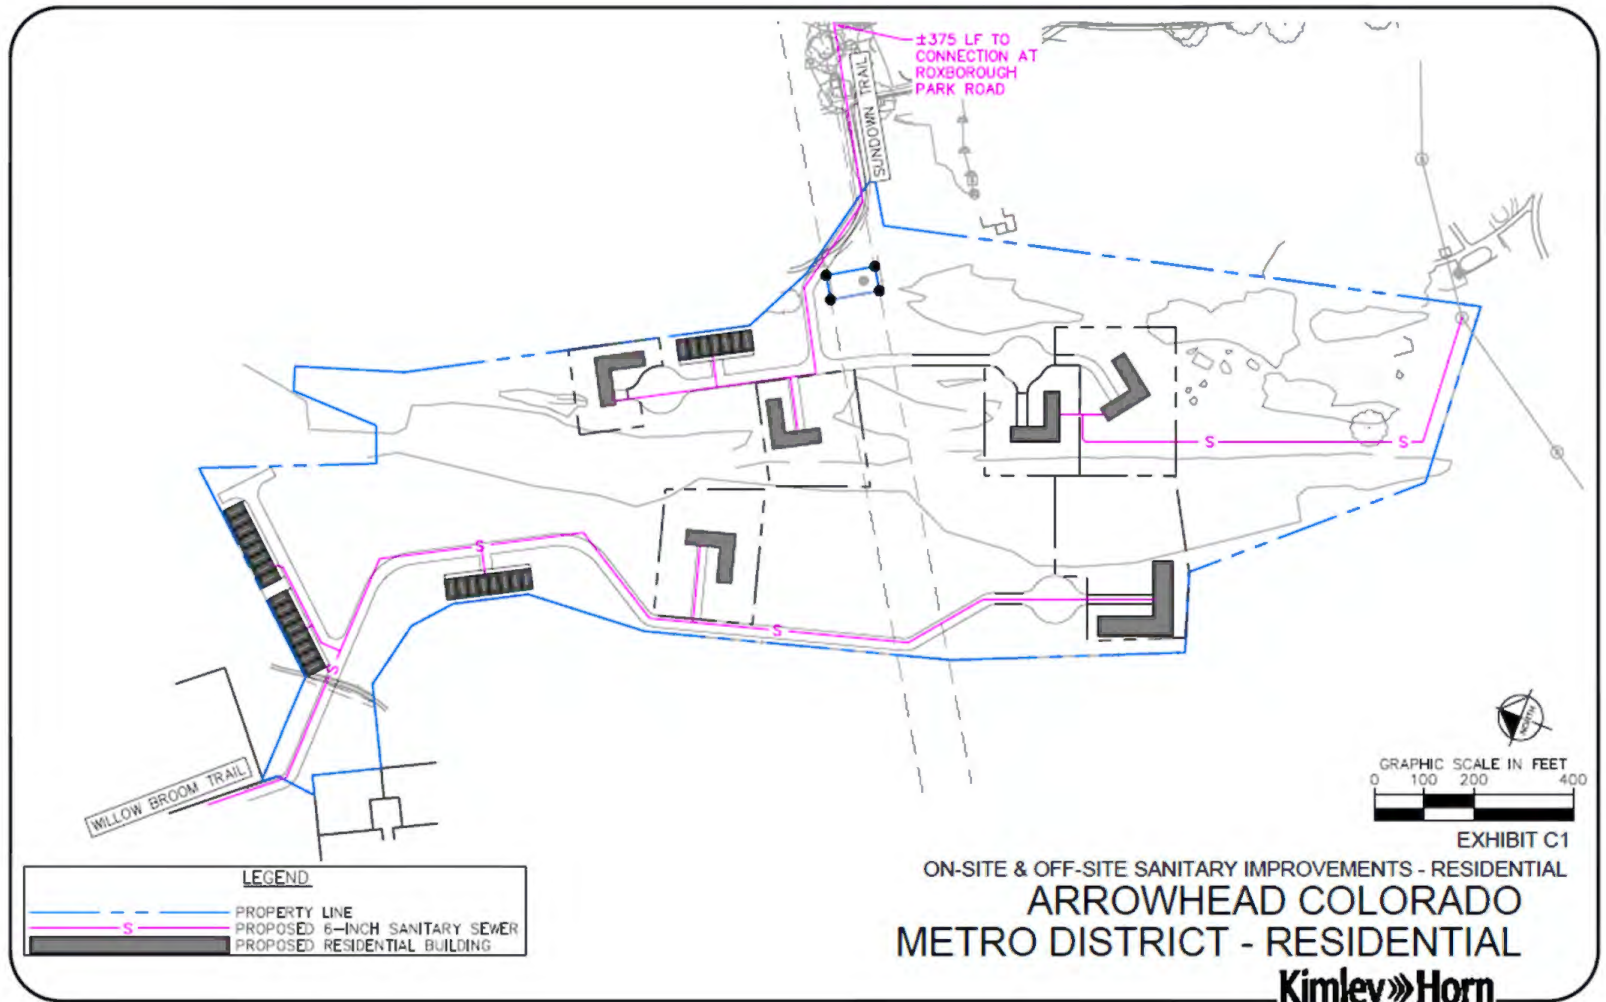 ±375 LF TO
CONNECTION AT
ROXBOROUGH
PARK ROAD
SUNDOWN TRAIL
S
S
S
S
S
WILLOW BROOM TRAIL
NORTH
GRAPHIC SCALE IN FEET
0 100 200 400
EXHIBIT C1
ON-SITE & OFF-SITE SANITARY IMPROVEMENTS - RESIDENTIAL
ARROWHEAD COLORADO
METRO DISTRICT - RESIDENTIAL
Kimley»Horn
LEGEND
PROPERTY LINE
S PROPOSED 6-INCH SANITARY SEWER
PROPOSED RESIDENTIAL BUILDING